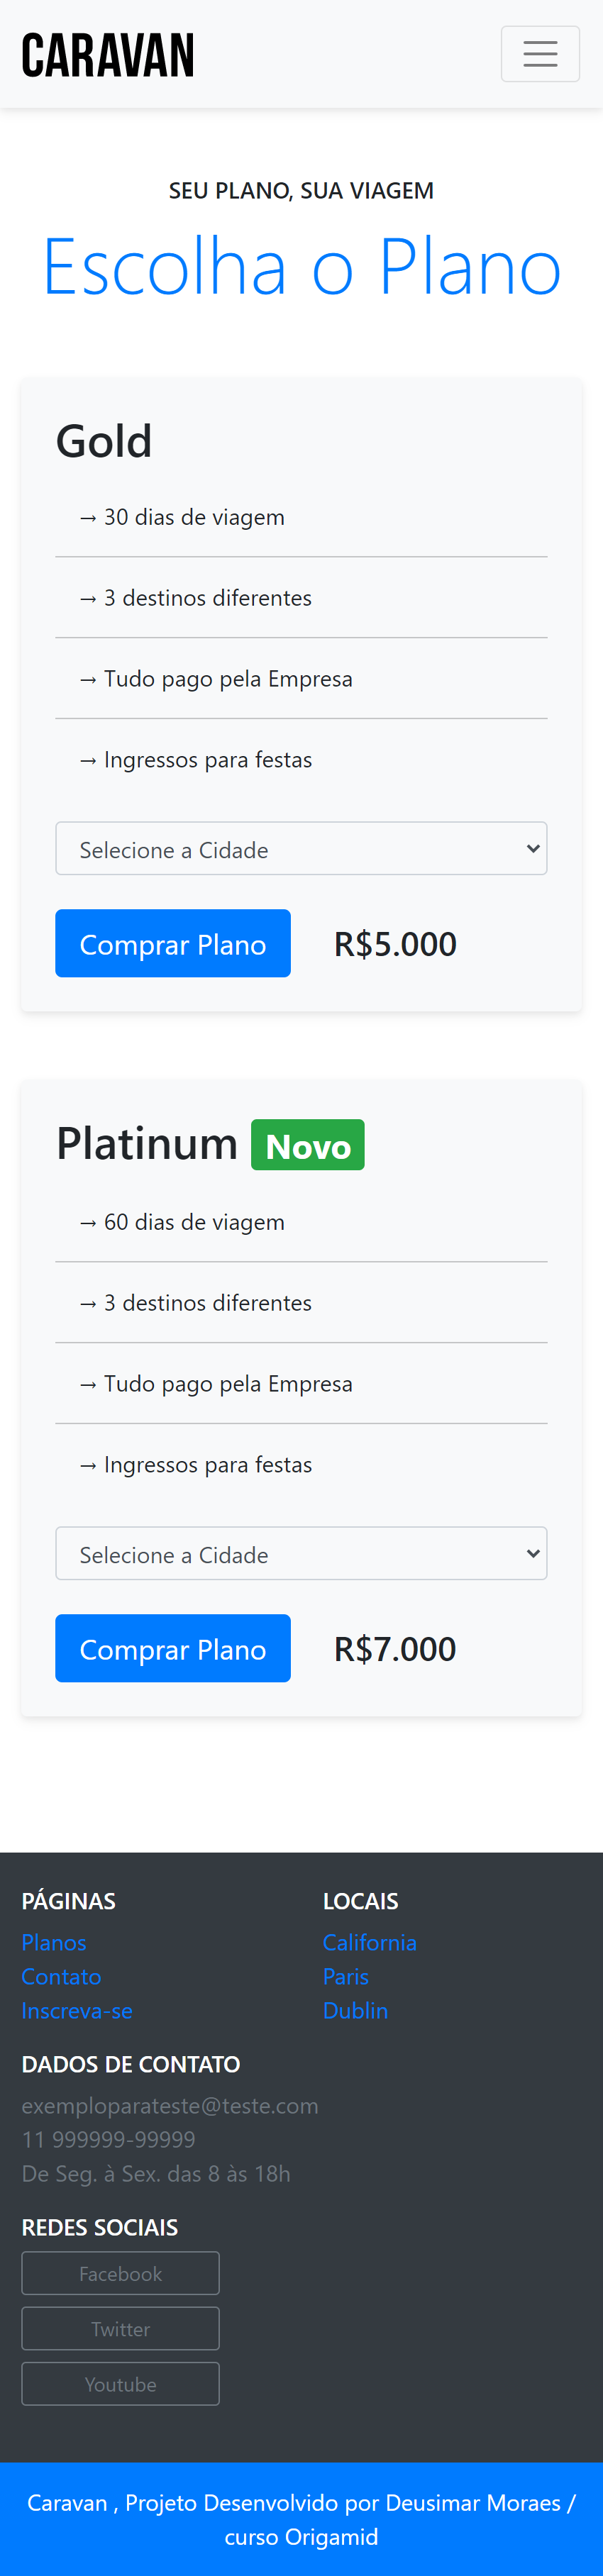 CARAVAN
SEU PLANO, SUA VIAGEM
Escolha o Plano
Gold
→ 30 dias de viagem
→ 3 destinos diferentes
→ Tudo pago pela Empresa
→ Ingressos para festas
Selecione a Cidade
Comprar Plano R$5.000
Platinum Novo
→ 60 dias de viagem
→ 3 destinos diferentes
→ Tudo pago pela Empresa
→ Ingressos para festas
Selecione a Cidade
Comprar Plano R$7.000
PÁGINAS
Planos
Contato
Inscreva-se
LOCAIS
California
Paris
Dublin
DADOS DE CONTATO
exemploparateste@teste.com
11 999999-99999
De Seg. à Sex. das 8 às 18h
REDES SOCIAIS
Facebook
Twitter
Youtube
Caravan , Projeto Desenvolvido por Deusimar Moraes /
curso Origamid